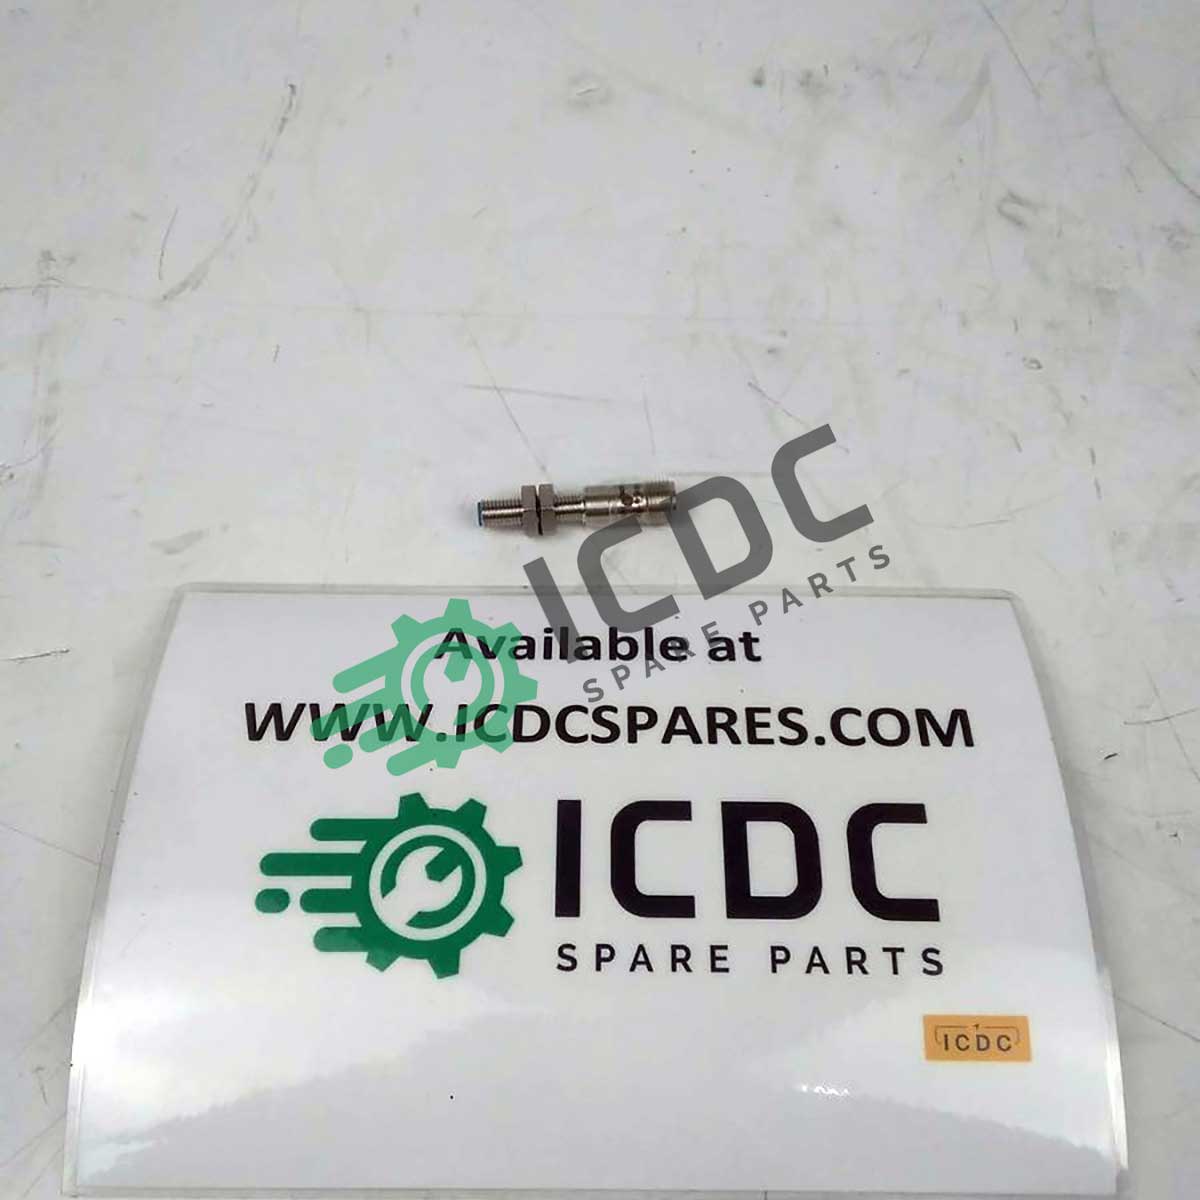 ICDC
SPARE PARTS
Available at
WWW.ICDCSPARES.COM
ICDC
SPARE PARTS
ICDC